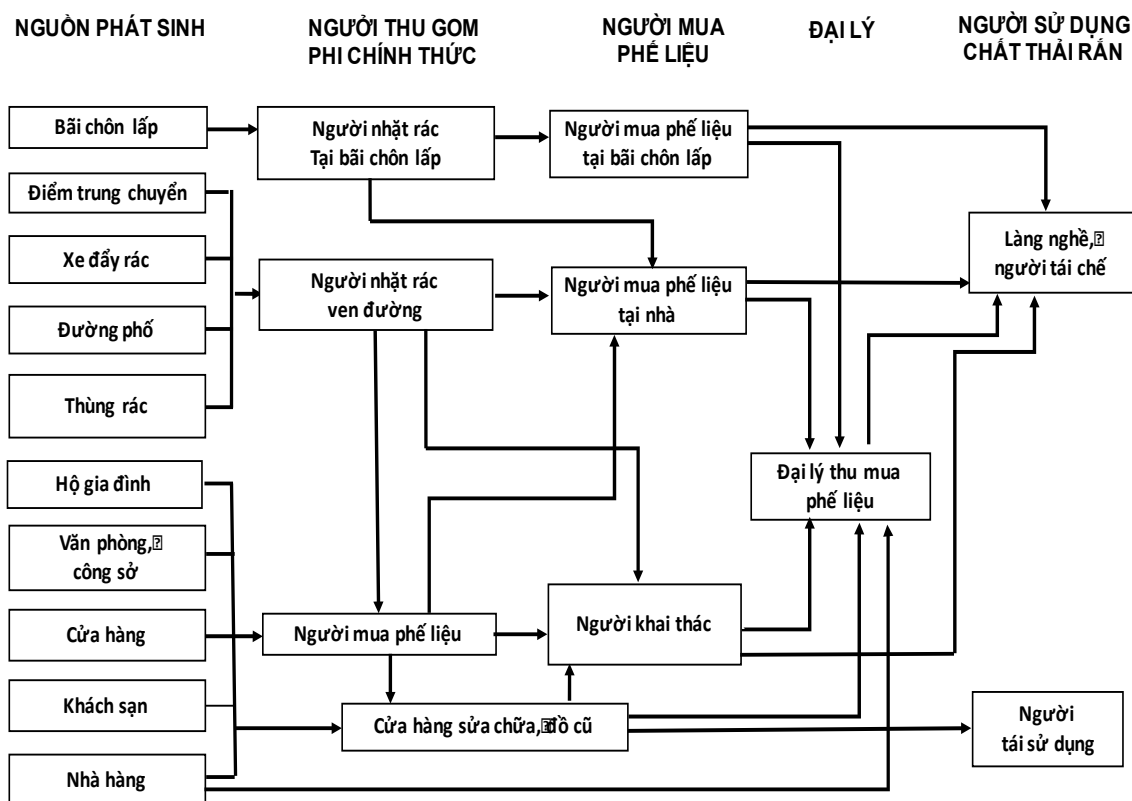 NGUỒN PHÁT SINH
NGƯỞI THU GOM
PHI CHÍNH THỨC
NGƯỜI MUA
PHẾ LIỆU
ĐẠI LÝ
NGƯỜI SỬ DỤNG
CHẤT THẢI RẮN
Bãi chôn lấp
Người nhặt rác
Tại bãi chôn lấp
Người mua phế liệu
tại bãi chôn lấp
Điểm trung chuyển
Xe đẩy rác
Đường phố
Thùng rác
Người nhặt rác
ven đường
Người mua phế liệu
tại nhà
Làng nghề,
người tái chế
Hộ gia đình
Văn phòng,
công sở
Cửa hàng
Khách sạn
Nhà hàng
Người mua phế liệu
Cửa hàng sửa chữa, đồ cũ
Người khai thác
Đại lý thu mua
phế liệu
Người
tái sử dụng